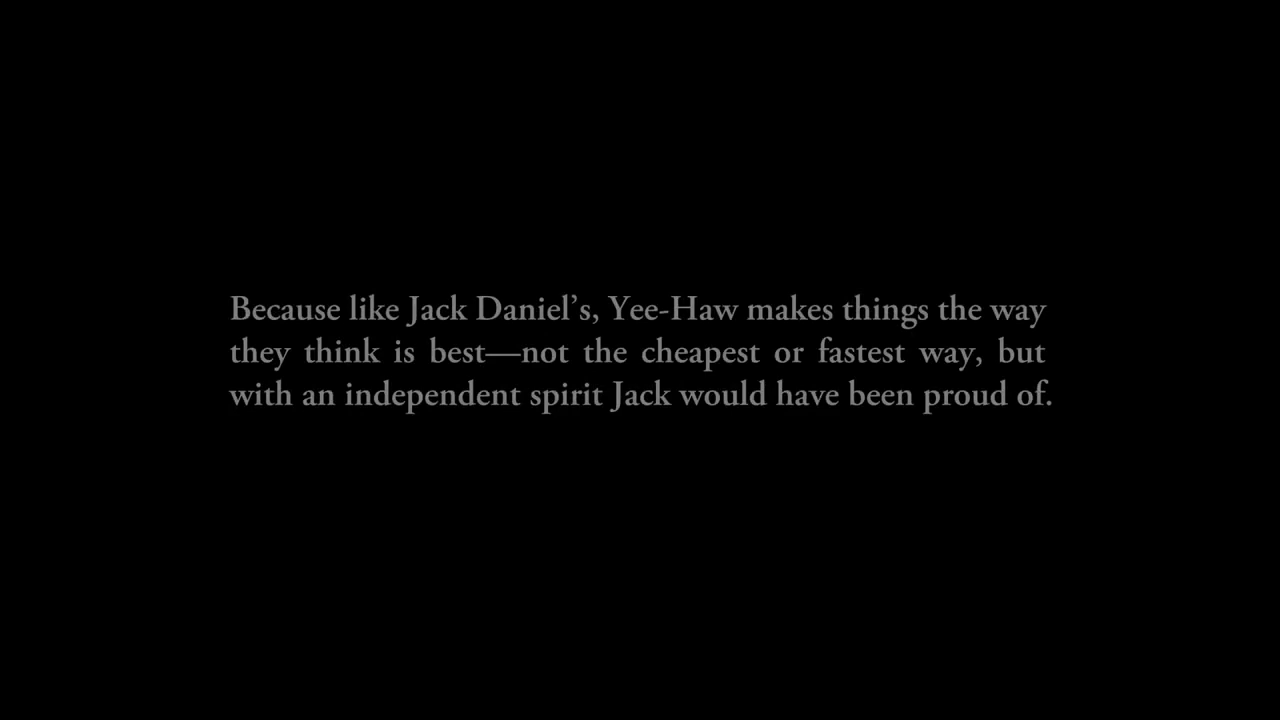 Because like Jack Daniel’s, Yee-Haw makes things the way
they think is best—not the cheapest or fastest way, but
with an independent spirit Jack would have been proud of.